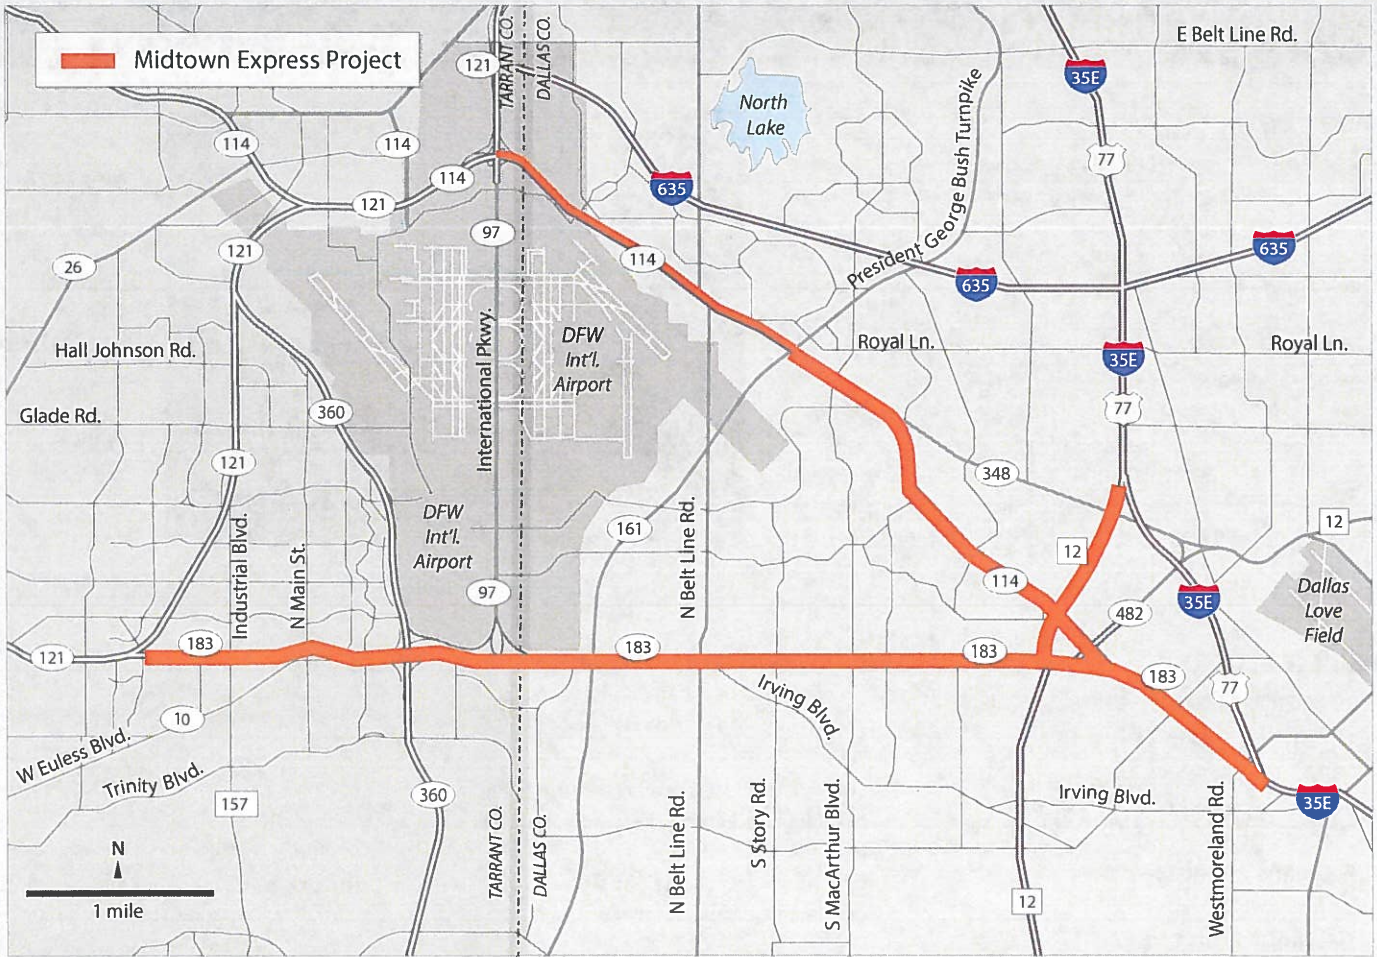 Midtown Express Project
TARRANT CO.
DALLAS CO.
E Belt Line Rd.
121
35E
North
Lake
President George Bush Turnpike
114
114
77
114
635
121
97
121
26
114
635
635
International Pkwy.
DFW
Int'l.
Airport
Hall Johnson Rd.
Royal Ln.
Royal Ln.
35E
Glade Rd.
360
77
121
348
DFW
Int'l.
Airport
161
N Belt Line Rd.
12
12
Industrial Blvd.
N Main St.
97
114
482
35E
Dallas
Love
Field
121
183
183
183
183
77
Irving Blvd.
10
W Euless Blvd.
Trinity Blvd.
157
360
Irving Blvd.
35E
TARRANT CO.
DALLAS CO.
N Belt Line Rd.
S Story Rd.
S MacArthur Blvd.
Westmoreland Rd.
12
N
1 mile